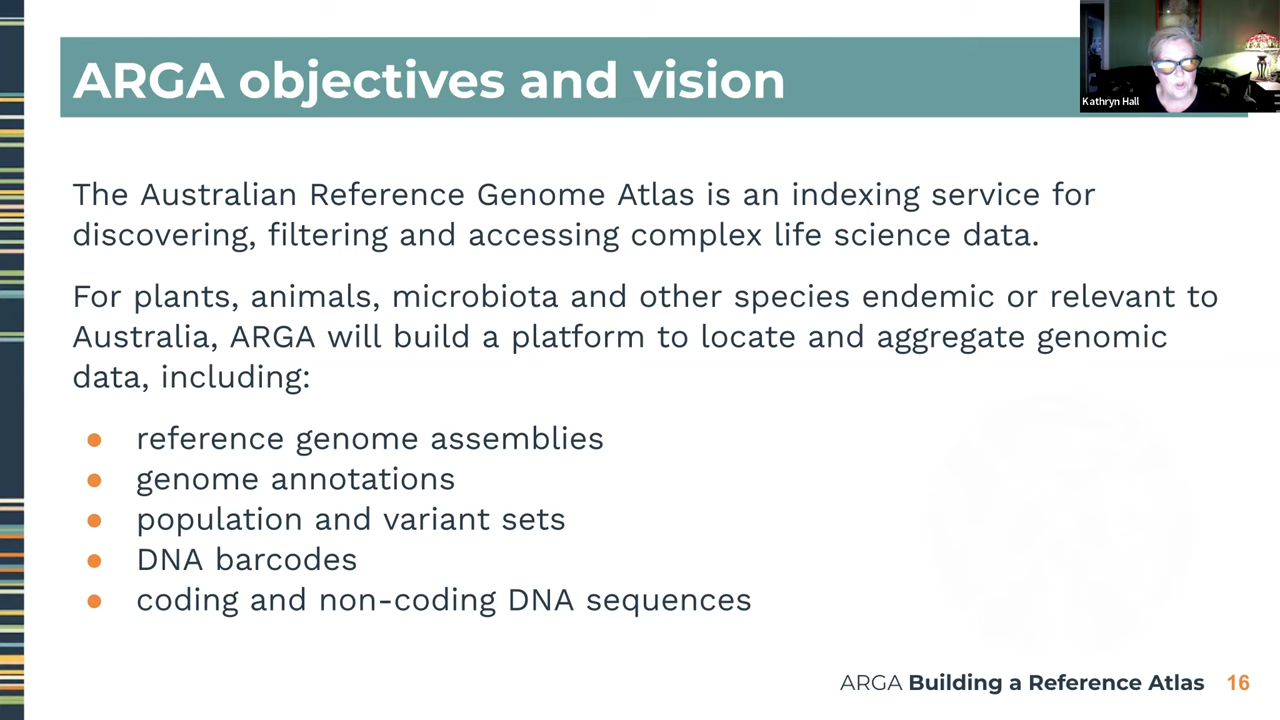 ARGA objectives and vision
Kathryn Hall
The Australian Reference Genome Atlas is an indexing service for
discovering, filtering and accessing complex life science data.
For plants, animals, microbiota and other species endemic or relevant to
Australia, ARGA will build a platform to locate and aggregate genomic
data, including:
● reference genome assemblies
● genome annotations
● population and variant sets
● DNA barcodes
● coding and non-coding DNA sequences
ARGA Building a Reference Atlas 16